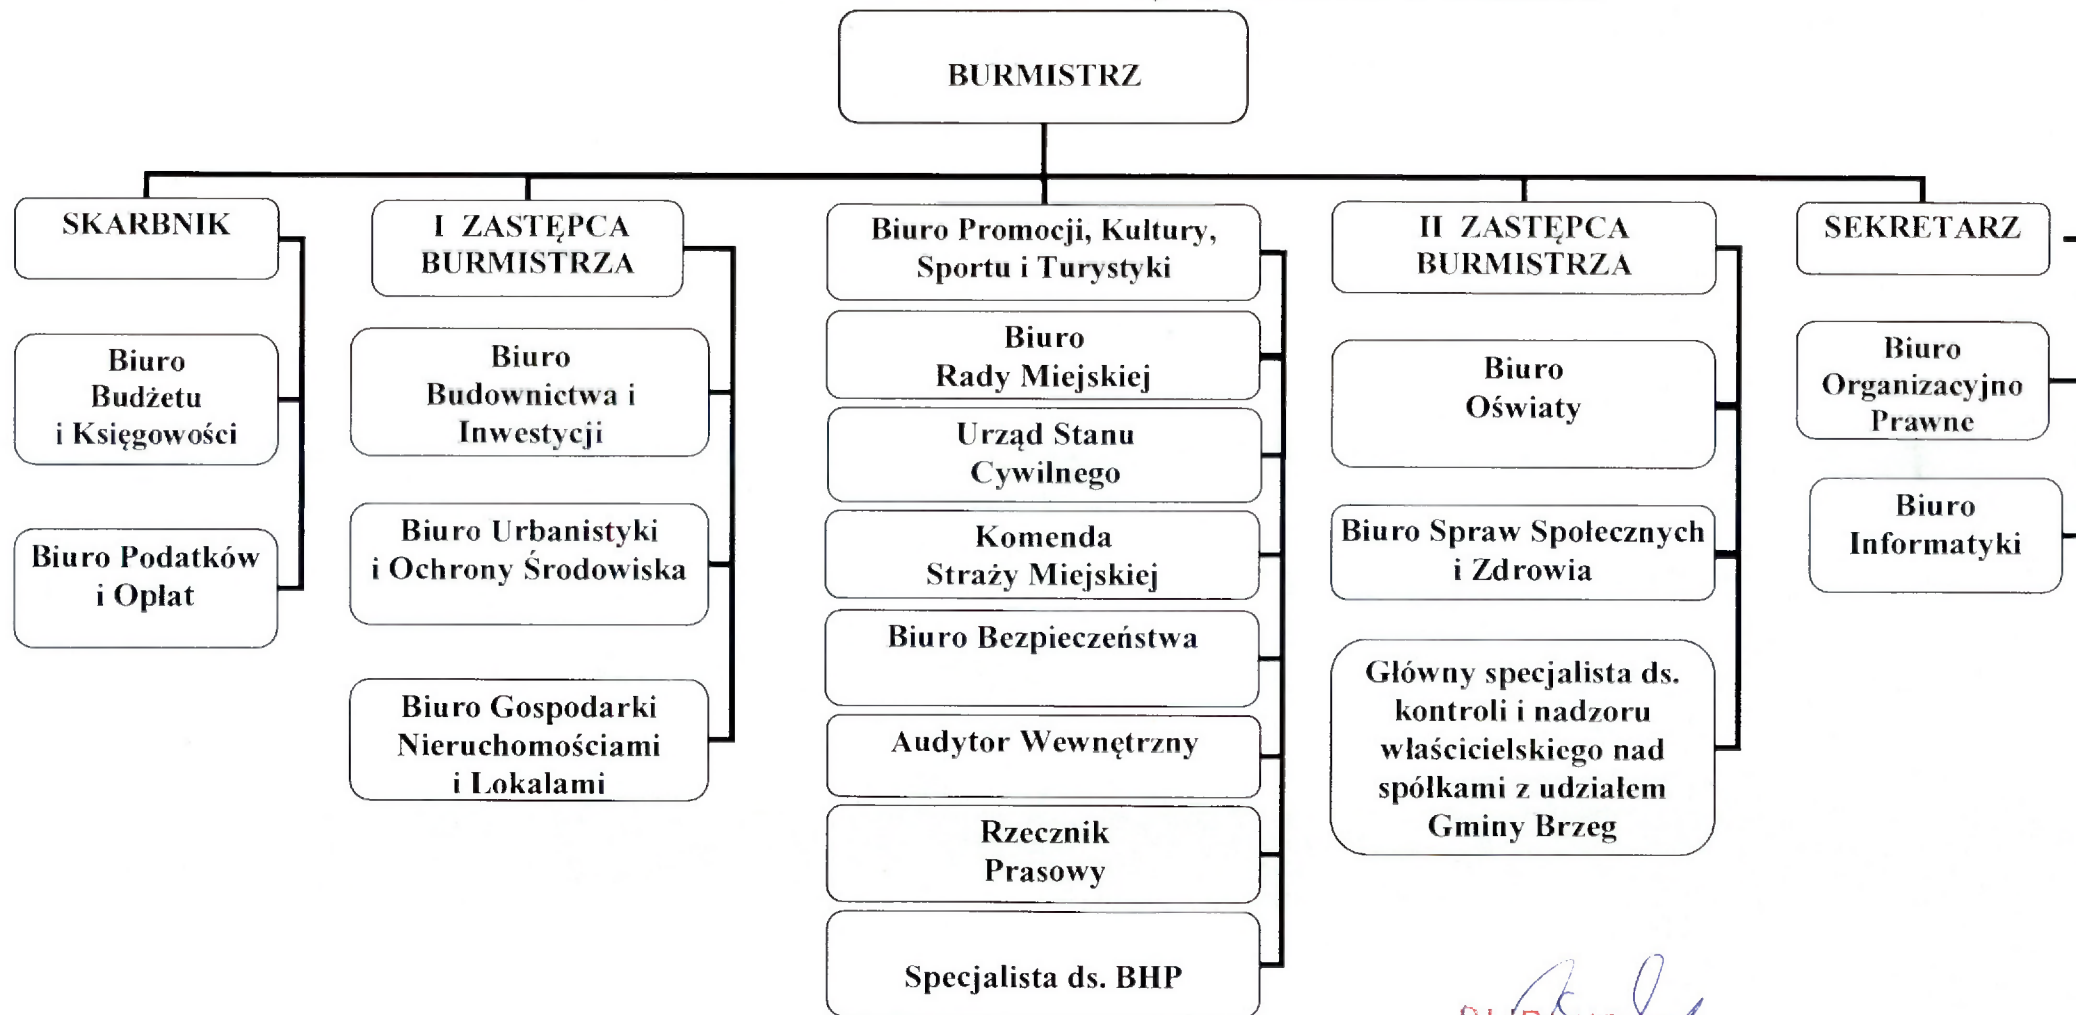 BURMISTRZ
SKARBNIK
Biuro
Budżetu
i Księgowości
Biuro Podatków
i Opłat
I ZASTĘPCA
BURMISTRZA
Biuro
Budownictwa i
Inwestycji
Biuro Urbanistyki
i Ochrony Środowiska
Biuro Gospodarki
Nieruchomościami
i Lokalami
Biuro Promocji, Kultury,
Sportu i Turystyki
Biuro
Rady Miejskiej
Urząd Stanu
Cywilnego
Komenda
Straży Miejskiej
Biuro Bezpieczeństwa
Audytor Wewnętrzny
Rzecznik
Prasowy
Specjalista ds. BHP
II ZASTĘPCA
BURMISTRZA
Biuro
Oświaty
Biuro Spraw Społecznych
i Zdrowia
Główny specjalista ds.
kontroli i nadzoru
właścicielskiego nad
spółkami z udziałem
Gminy Brzeg
SEKRETARZ
Biuro
Organizacyjno
Prawne
Biuro
Informatyki